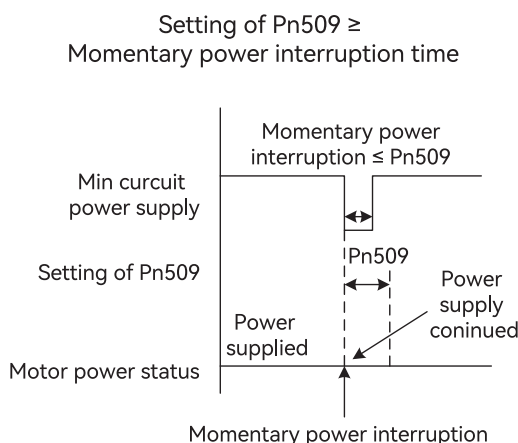 Setting of Pn509 ≥
Momentary power interruption time
Momentary power
interruption ≤ Pn509
Min curcuit
power supply
Pn509
Setting of Pn509
Power
supply
coninued
Power
supplied
Motor power status
Momentary power interruption